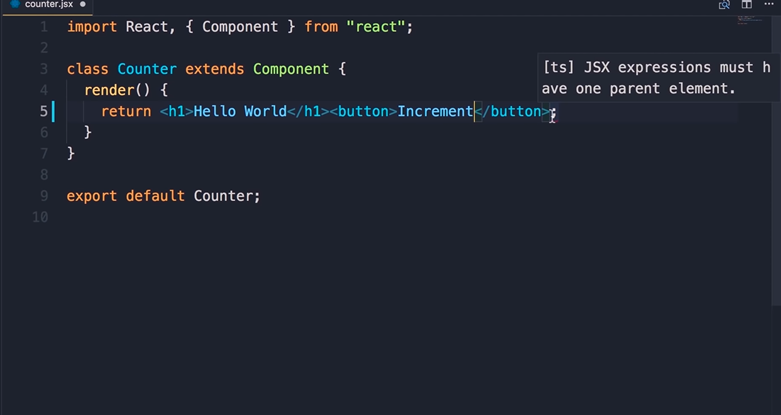 counter.jsx
1 import React, { Component } from "react";
2
3 class Counter extends Component {
4 render() {
5 return <h1>Hello World</h1><button>Increment</button>;
6 }
7 }
8
9 export default Counter;
10
[ts] JSX expressions must h
ave one parent element.